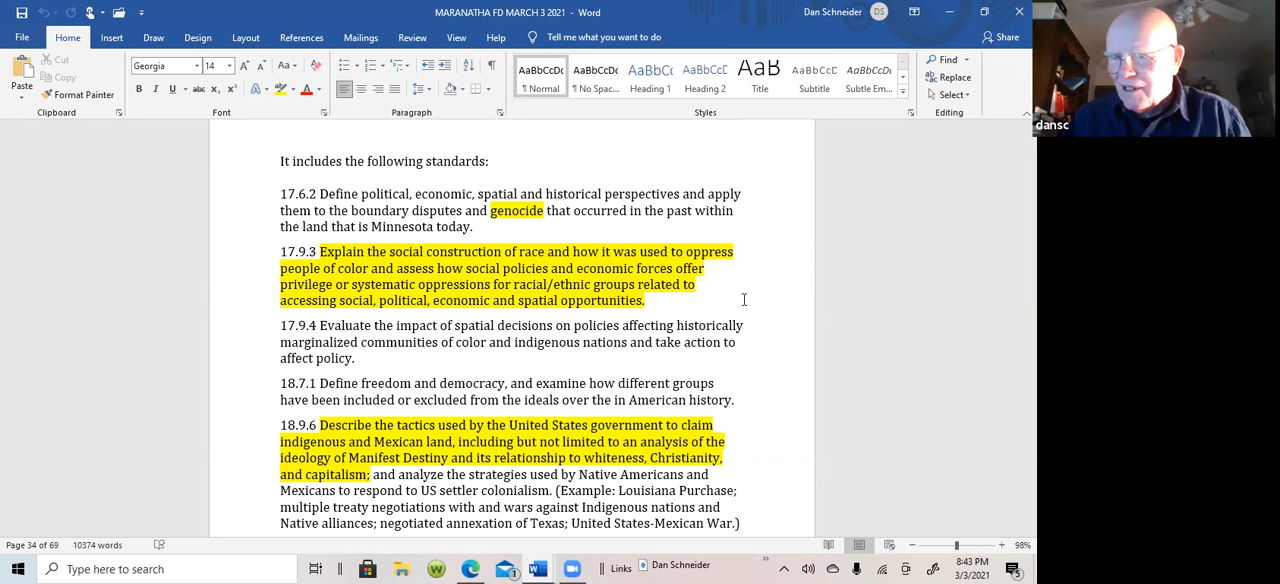 MARANATHA FD MARCH 3 2021 - Word
Dan Schneider
DS
File Home Insert Draw Design Layout References Mailings Review View Help Tell me what you want to do
Share
Paste
Cut
Copy
Format Painter
Georgia 14
AaBbCcDc AaBbCcDc AaBbCc AaBbCcD AaB AaBbCcD AaBbCcDc
¶ Normal ¶ No Spac... Heading 1 Heading 2 Title Subtitle Subtle Em...
Find
Replace
Select
Clipboard Font Paragraph Styles Editing
dansc
It includes the following standards:
17.6.2 Define political, economic, spatial and historical perspectives and apply
them to the boundary disputes and genocide that occurred in the past within
the land that is Minnesota today.
17.9.3 Explain the social construction of race and how it was used to oppress
people of color and assess how social policies and economic forces offer
privilege or systematic oppressions for racial/ethnic groups related to
accessing social, political, economic and spatial opportunities.
17.9.4 Evaluate the impact of spatial decisions on policies affecting historically
marginalized communities of color and indigenous nations and take action to
affect policy.
18.7.1 Define freedom and democracy, and examine how different groups
have been included or excluded from the ideals over the in American history.
18.9.6 Describe the tactics used by the United States government to claim
indigenous and Mexican land, including but not limited to an analysis of the
ideology of Manifest Destiny and its relationship to whiteness, Christianity,
and capitalism; and analyze the strategies used by Native Americans and
Mexicans to respond to US settler colonialism. (Example: Louisiana Purchase;
multiple treaty negotiations with and wars against Indigenous nations and
Native alliances; negotiated annexation of Texas; United States-Mexican War.)
Page 34 of 69 10374 words
98%
Type here to search
Links
Dan Schneider
8:43 PM
3/3/2021